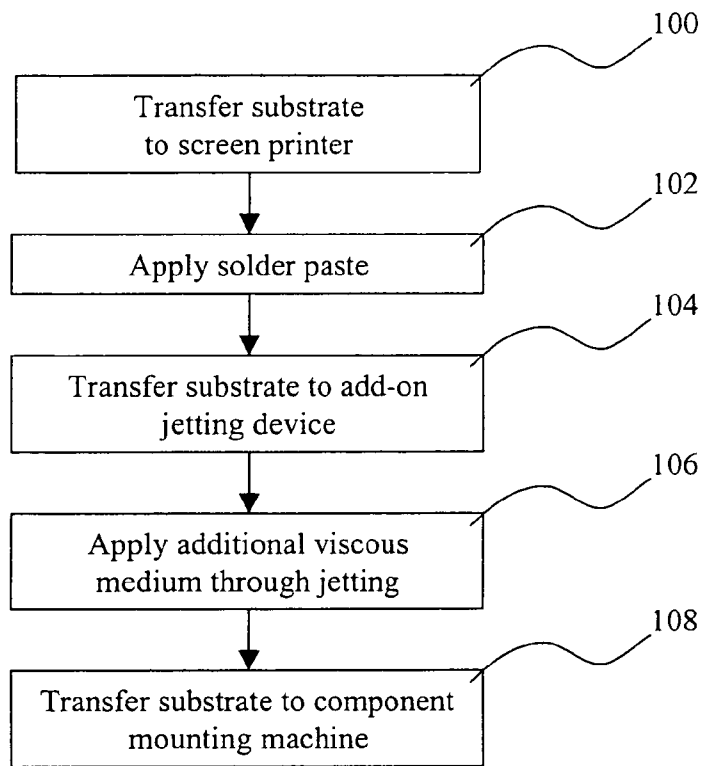 100
Transfer substrate
to screen printer
102
Apply solder paste
104
Transfer substrate to add-on
jetting device
106
Apply additional viscous
medium through jetting
108
Transfer substrate to component
mounting machine